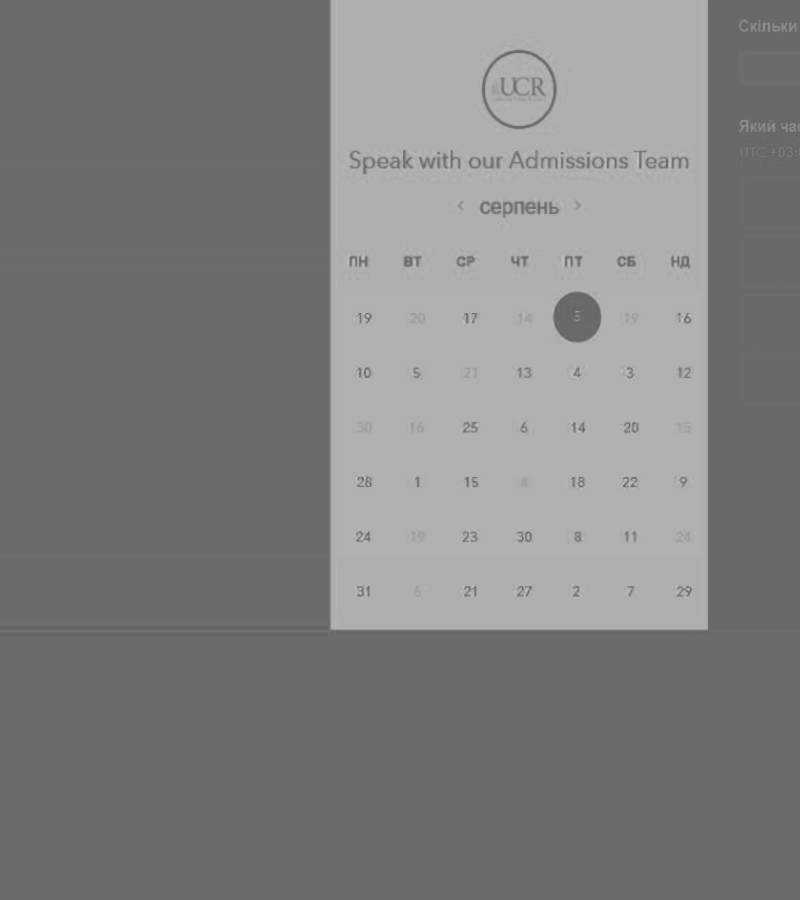 Скільки
UCR
Який час
UTC +03:
Speak with our Admissions Team
< серпень >
ПН ВТ СР ЧТ ПТ СБ НД
19 20 17 14 5 19 16
10 5 21 13 4 3 12
30 16 25 6 14 20 15
28 1 15 4 18 22 9
24 19 23 30 8 11 24
31 6 21 27 2 7 29